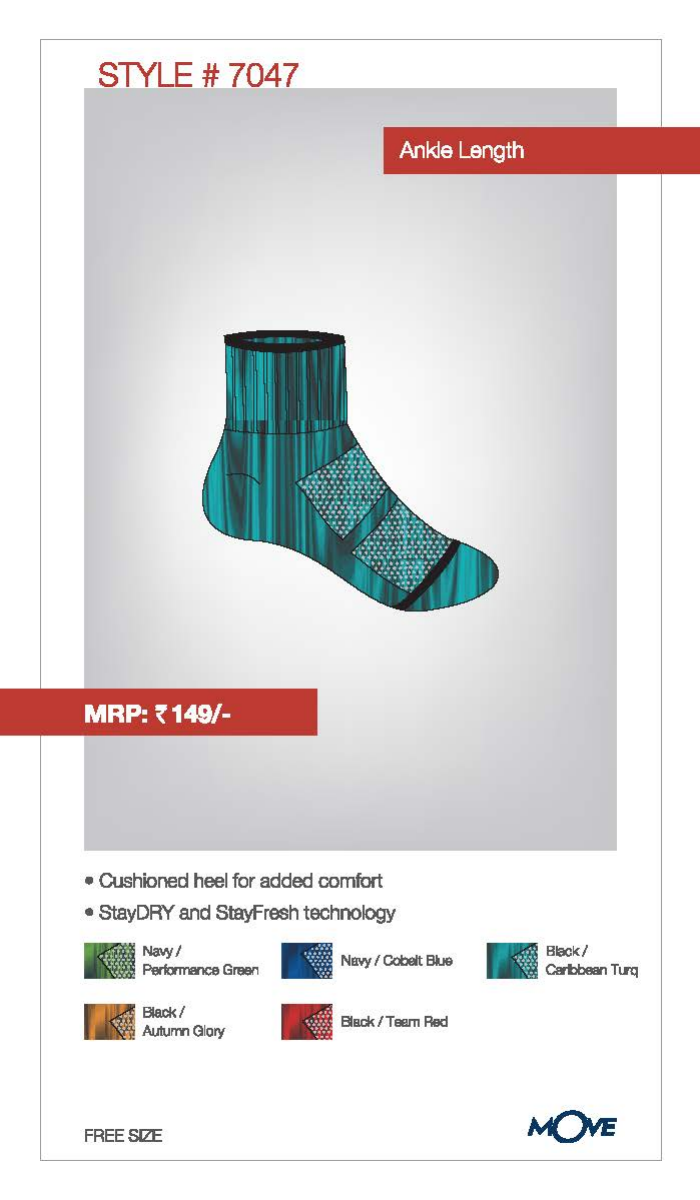 STYLE # 7047
Ankle Length
MRP: ₹149/-
• Cushioned heel for added comfort
• StayDRY and StayFresh technology
Navy /
Performance Green
Navy / Cobalt Blue
Black /
Caribbean Turq
Black /
Autumn Glory
Black / Team Red
FREE SIZE
MOVE